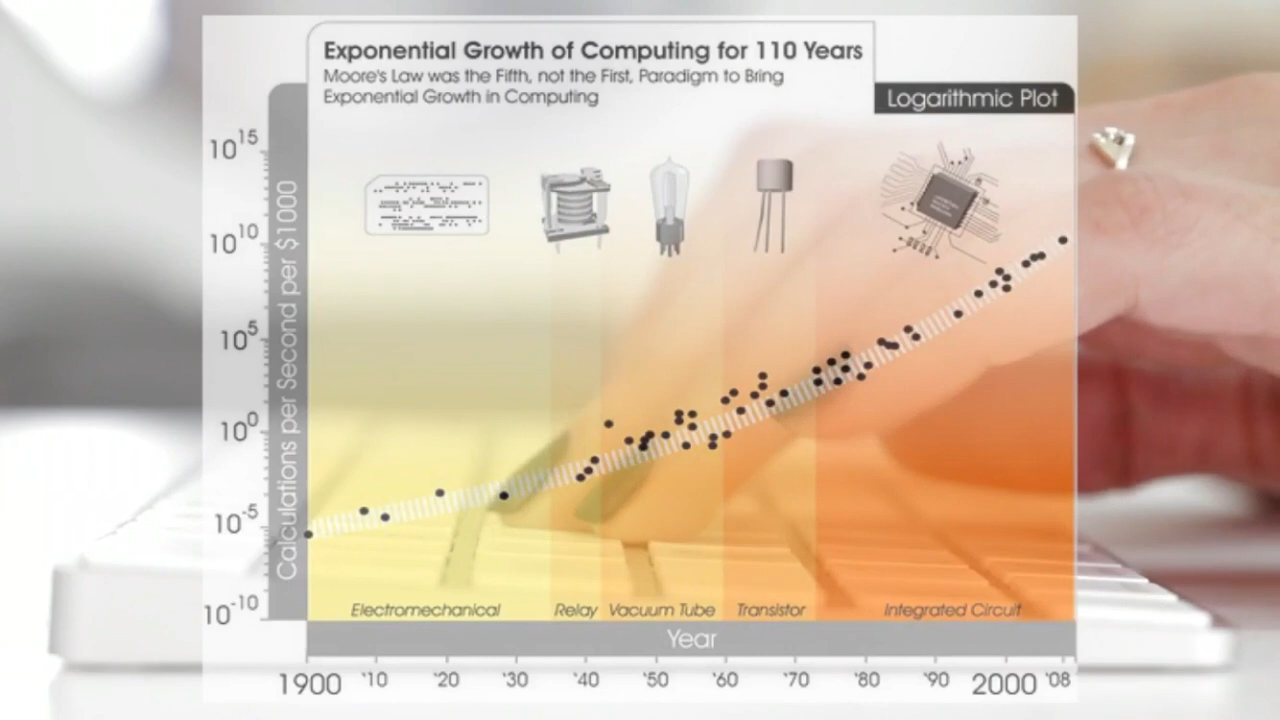 Exponential Growth of Computing for 110 Years
Moore's Law was the Fifth, not the First, Paradigm to Bring
Exponential Growth in Computing
Logarithmic Plot
Calculations per Second per $1000
10^15
10^10
10^5
10^0
10^-5
10^-10
Electromechanical Relay Vacuum Tube Transistor Integrated Circuit
Year
1900 '10 '20 '30 '40 '50 '60 '70 '80 '90 2000 '08